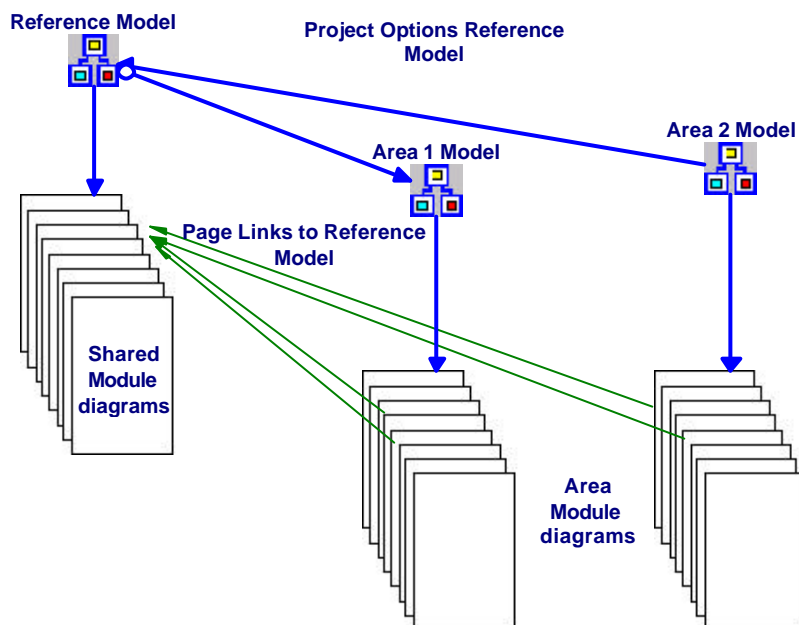 Reference Model
Project Options Reference
Model
Area 1 Model
Area 2 Model
Page Links to Reference
Model
Shared
Module
diagrams
Area
Module
diagrams